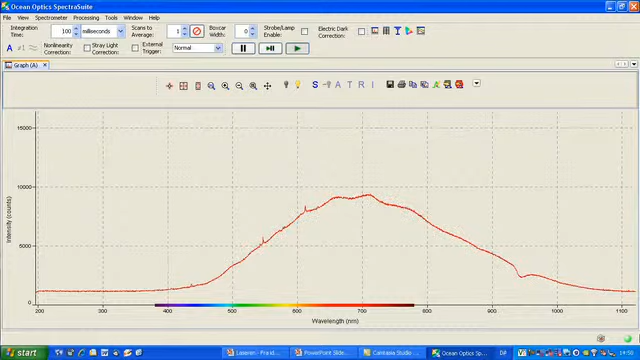 Ocean Optics SpectraSuite
File View Spectrometer Processing Tools Window Help
Integration Time: 100 milliseconds Scans to Average: 1 Boxcar Width: 0 Strobe/Lamp Enable: Electric Dark Correction:
A Nonlinearity Correction: Stray Light Correction: External Trigger: Normal
Graph (A)
S A T R I
15000
10000
5000
0
Intensity (counts)
200 300 400 500 600 700 800 900 1000 1100
Wavelength (nm)
start PowerPoint Slide... Camtasia Studio Ocean Optics Spectr... 14:50